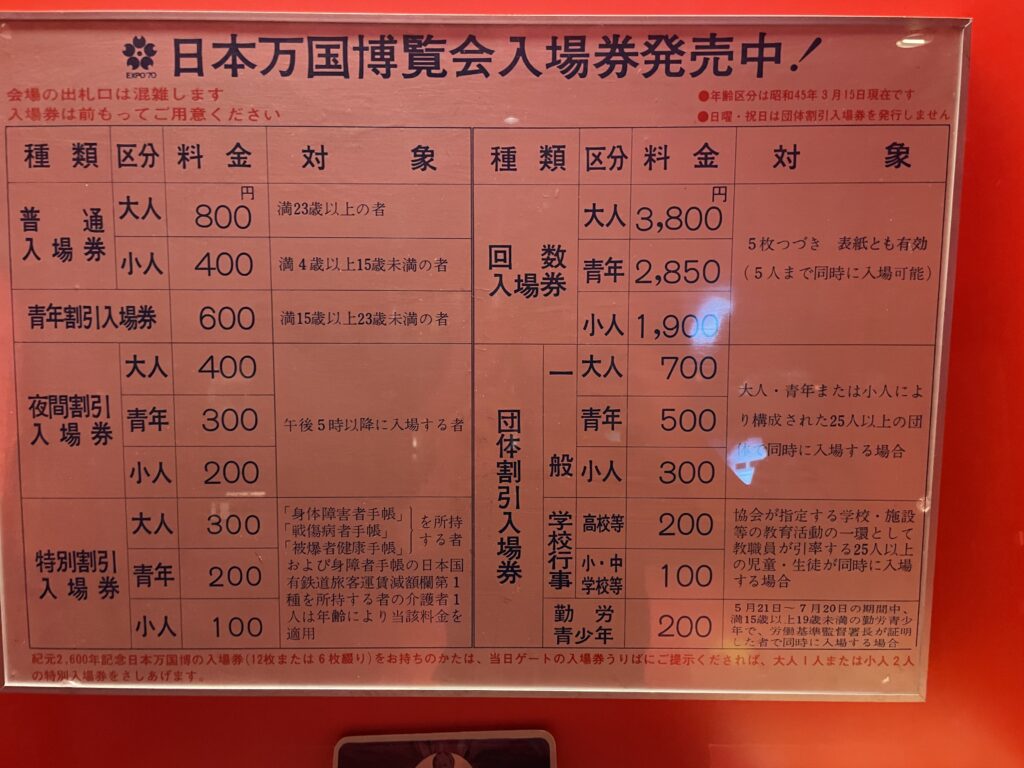 EXPO'70
日本万国博覧会入場券発売中!
会場の出札口は混雑します
入場券は前もってご用意ください
●年齢区分は昭和45年3月15日現在です
●日曜・祝日は団体割引入場券を発行しません
種類 区分 料金 対象
普通入場券 大人 800円 満23歳以上の者
小人 400 満4歳以上15歳未満の者
青年割引入場券 600 満15歳以上23歳未満の者
夜間割引入場券 大人 400 午後5時以降に入場する者
青年 300
小人 200
特別割引入場券 大人 300
青年 200
小人 100
「身体障害者手帳」
「戦傷病者手帳」
「被爆者健康手帳」
を所持
する者
および身障者手帳の日本国
有鉄道旅客運賃減額欄第1
種を所持する者の介護者1
人は年齢により当該料金を
適用
種類 区分 料金 対象
回数入場券 大人 3,800円
青年 2,850
小人 1,900
5枚つづき 表紙とも有効
(5人まで同時に入場可能)
団体割引入場券
一般 大人 700
青年 500
小人 300
大人・青年または小人によ
り構成された25人以上の団
体で同時に入場する場合
学校行事 高校等 200
小・中学校等 100
協会が指定する学校・施設
等の教育活動の一環として
教職員が引率する25人以上
の児童・生徒が同時に入場
する場合
勤労青少年 200
5月21日~7月20日の期間中、
満15歳以上19歳未満の勤労青少
年で、労働基準監督署長が証明
した者で同時に入場する場合
紀元2,600年記念日本万国博の入場券(12枚または6枚綴り)をお持ちのかたは、当日ゲートの入場券うりばにご提示くだされば、大人1人または小人2人
の特別入場券をさしあげます。